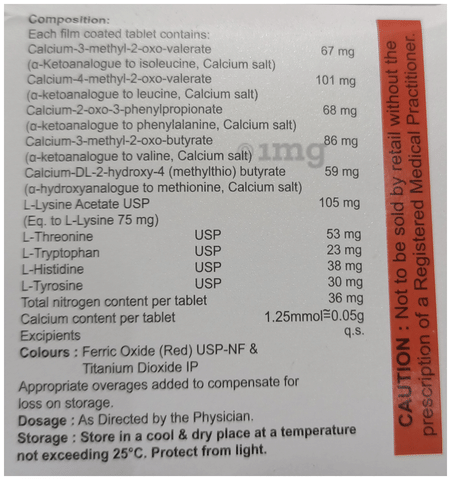 Composition:
Each film coated tablet contains:
Calcium-3-methyl-2-oxo-valerate 67 mg
(α-Ketoanalogue to isoleucine, Calcium salt)
Calcium-4-methyl-2-oxo-valerate 101 mg
(α-ketoanalogue to leucine, Calcium salt)
Calcium-2-oxo-3-phenylpropionate 68 mg
(α-ketoanalogue to phenylalanine, Calcium salt)
Calcium-3-methyl-2-oxo-butyrate 86 mg
(α-ketoanalogue to valine, Calcium salt)
1mg
Calcium-DL-2-hydroxy-4 (methylthio) butyrate 59 mg
(α-hydroxyanalogue to methionine, Calcium salt)
L-Lysine Acetate USP 105 mg
(Eq. to L-Lysine 75 mg)
L-Threonine USP 53 mg
L-Tryptophan USP 23 mg
L-Histidine USP 38 mg
L-Tyrosine USP 30 mg
Total nitrogen content per tablet 36 mg
Calcium content per tablet 1.25mmol≅0.05g
Excipients q.s.
Colours : Ferric Oxide (Red) USP-NF &
Titanium Dioxide IP
Appropriate overages added to compensate for
loss on storage.
Dosage : As Directed by the Physician.
Storage : Store in a cool & dry place at a temperature
not exceeding 25°C. Protect from light.
CAUTION : Not to be sold by retail without the
prescription of a Registered Medical Practitioner.